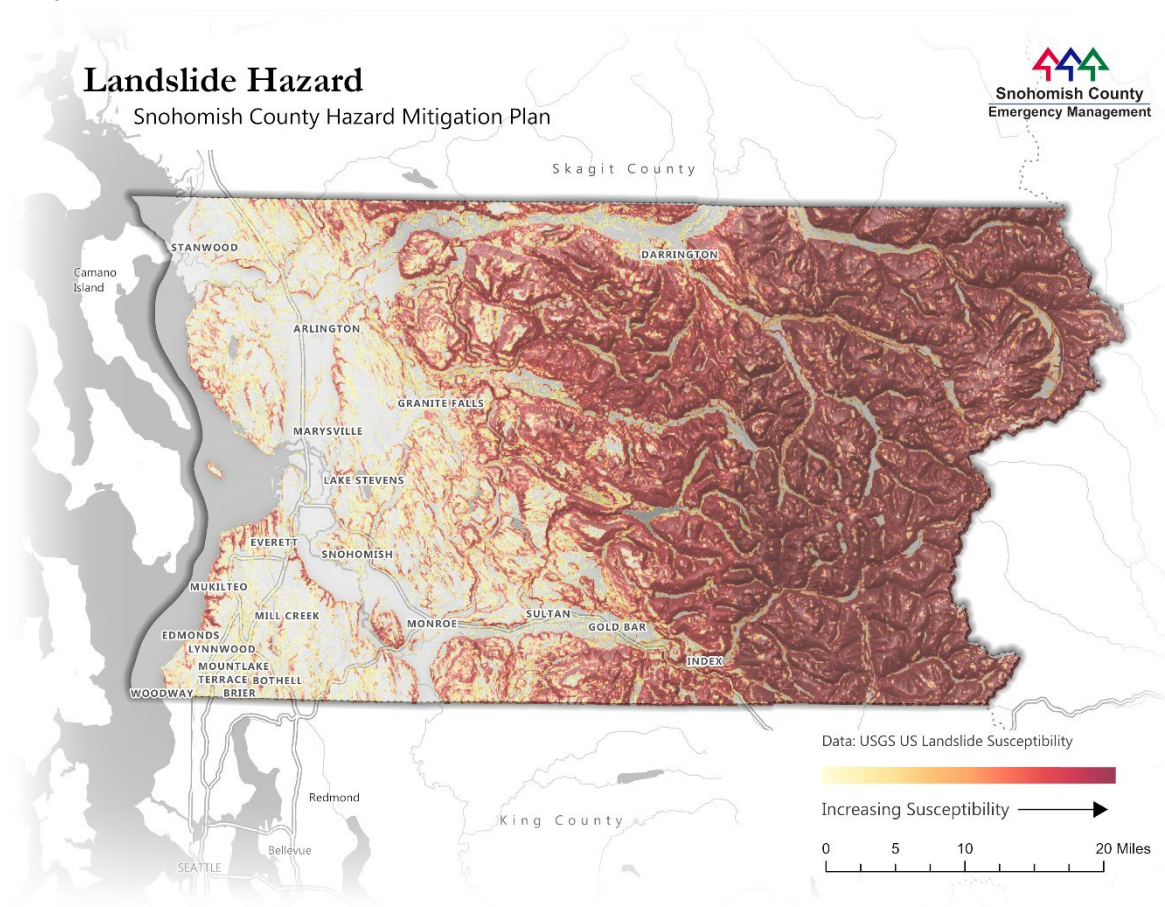 Landslide Hazard
Snohomish County Hazard Mitigation Plan
Snohomish County
Emergency Management
Skagit County
STANWOOD
DARRINGTON
Camano
Island
ARLINGTON
GRANITE FALLS
MARYSVILLE
LAKE STEVENS
EVERETT
SNOHOMISH
MUKILTEO
MILL CREEK
SULTAN
MONROE
GOLD BAR
EDMONDS
LYNNWOOD
INDEX
MOUNTLAKE
TERRACE
BOTHELL
WOODWAY
BRIER
Data: USGS US Landslide Susceptibility
Increasing Susceptibility
Redmond
King County
Bellevue
SEATTLE
0 5 10 20 Miles